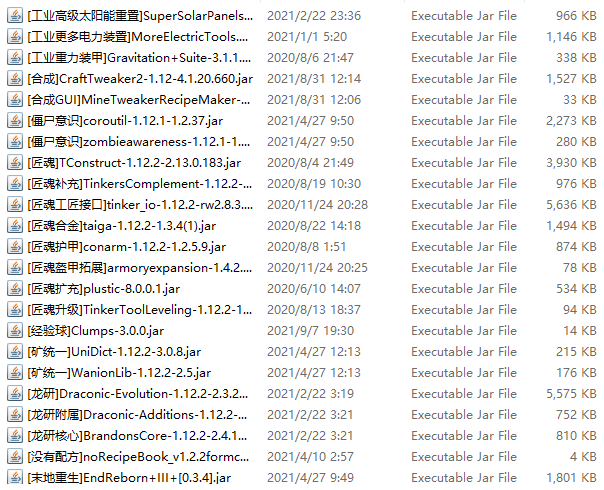 [工业高级太阳能重置]SuperSolarPanels... 2021/2/22 23:36 Executable Jar File 966 KB
[工业更多电力装置]MoreElectricTools.... 2021/1/1 5:20 Executable Jar File 1,146 KB
[工业重力装甲]Gravitation+Suite-3.1.1.... 2020/8/6 21:47 Executable Jar File 338 KB
[合成]CraftTweaker2-1.12-4.1.20.660.jar 2021/8/31 12:14 Executable Jar File 1,527 KB
[合成GUI]MineTweakerRecipeMaker-... 2021/8/31 12:06 Executable Jar File 33 KB
[僵尸意识]coroutil-1.12.1-1.2.37.jar 2021/4/27 9:50 Executable Jar File 2,273 KB
[僵尸意识]zombieawareness-1.12.1-1.... 2021/4/27 9:50 Executable Jar File 280 KB
[匠魂]TConstruct-1.12.2-2.13.0.183.jar 2020/8/4 21:49 Executable Jar File 3,930 KB
[匠魂补充]TinkersComplement-1.12.2-... 2020/8/19 10:30 Executable Jar File 976 KB
[匠魂工匠接口]tinker_io-1.12.2-rw2.8.3.... 2020/11/24 20:28 Executable Jar File 5,636 KB
[匠魂合金]taiga-1.12.2-1.3.4(1).jar 2020/8/22 14:18 Executable Jar File 1,494 KB
[匠魂护甲]conarm-1.12.2-1.2.5.9.jar 2020/8/8 1:51 Executable Jar File 874 KB
[匠魂盔甲拓展]armoryexpansion-1.4.2.... 2020/11/24 20:25 Executable Jar File 78 KB
[匠魂扩充]plustic-8.0.0.1.jar 2020/6/10 14:07 Executable Jar File 534 KB
[匠魂升级]TinkerToolLeveling-1.12.2-1... 2020/8/13 18:37 Executable Jar File 94 KB
[经验球]Clumps-3.0.0.jar 2021/9/7 19:30 Executable Jar File 14 KB
[矿统一]UniDict-1.12.2-3.0.8.jar 2021/4/27 12:13 Executable Jar File 215 KB
[矿统一]WanionLib-1.12.2-2.5.jar 2021/4/27 12:13 Executable Jar File 176 KB
[龙研]Draconic-Evolution-1.12.2-2.3.2... 2021/2/22 3:19 Executable Jar File 5,575 KB
[龙研附属]Draconic-Additions-1.12.2-... 2021/2/22 3:21 Executable Jar File 752 KB
[龙研核心]BrandonsCore-1.12.2-2.4.1... 2021/2/22 3:21 Executable Jar File 810 KB
[没有配方]noRecipeBook_v1.2.2formc... 2021/4/10 2:57 Executable Jar File 4 KB
[末地重生]EndReborn+III+[0.3.4].jar 2021/4/27 9:49 Executable Jar File 1,801 KB